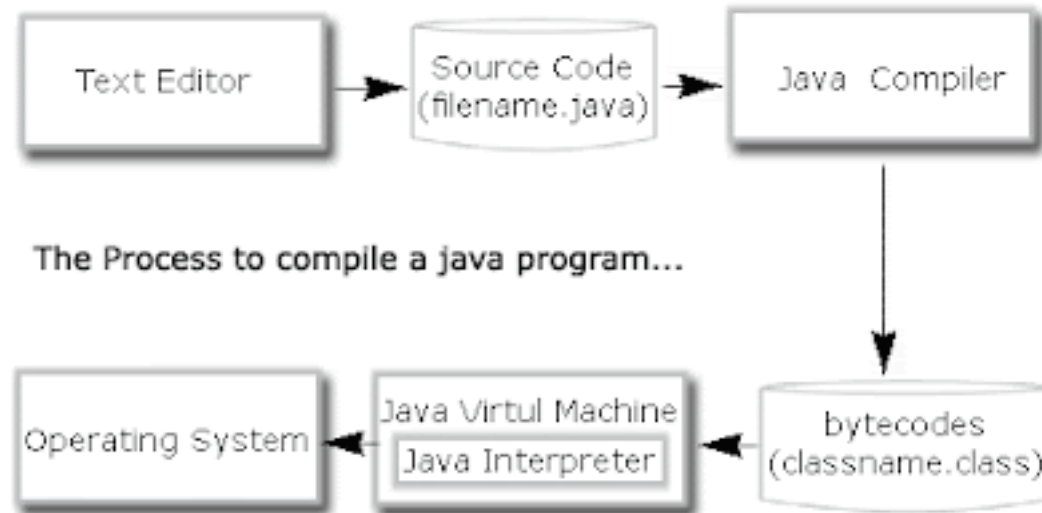 Text Editor
Source Code
(filename.java)
Java Compiler
The Process to compile a java program...
Operating System
Java Virtul Machine
Java Interpreter
bytecodes
(classname.class)